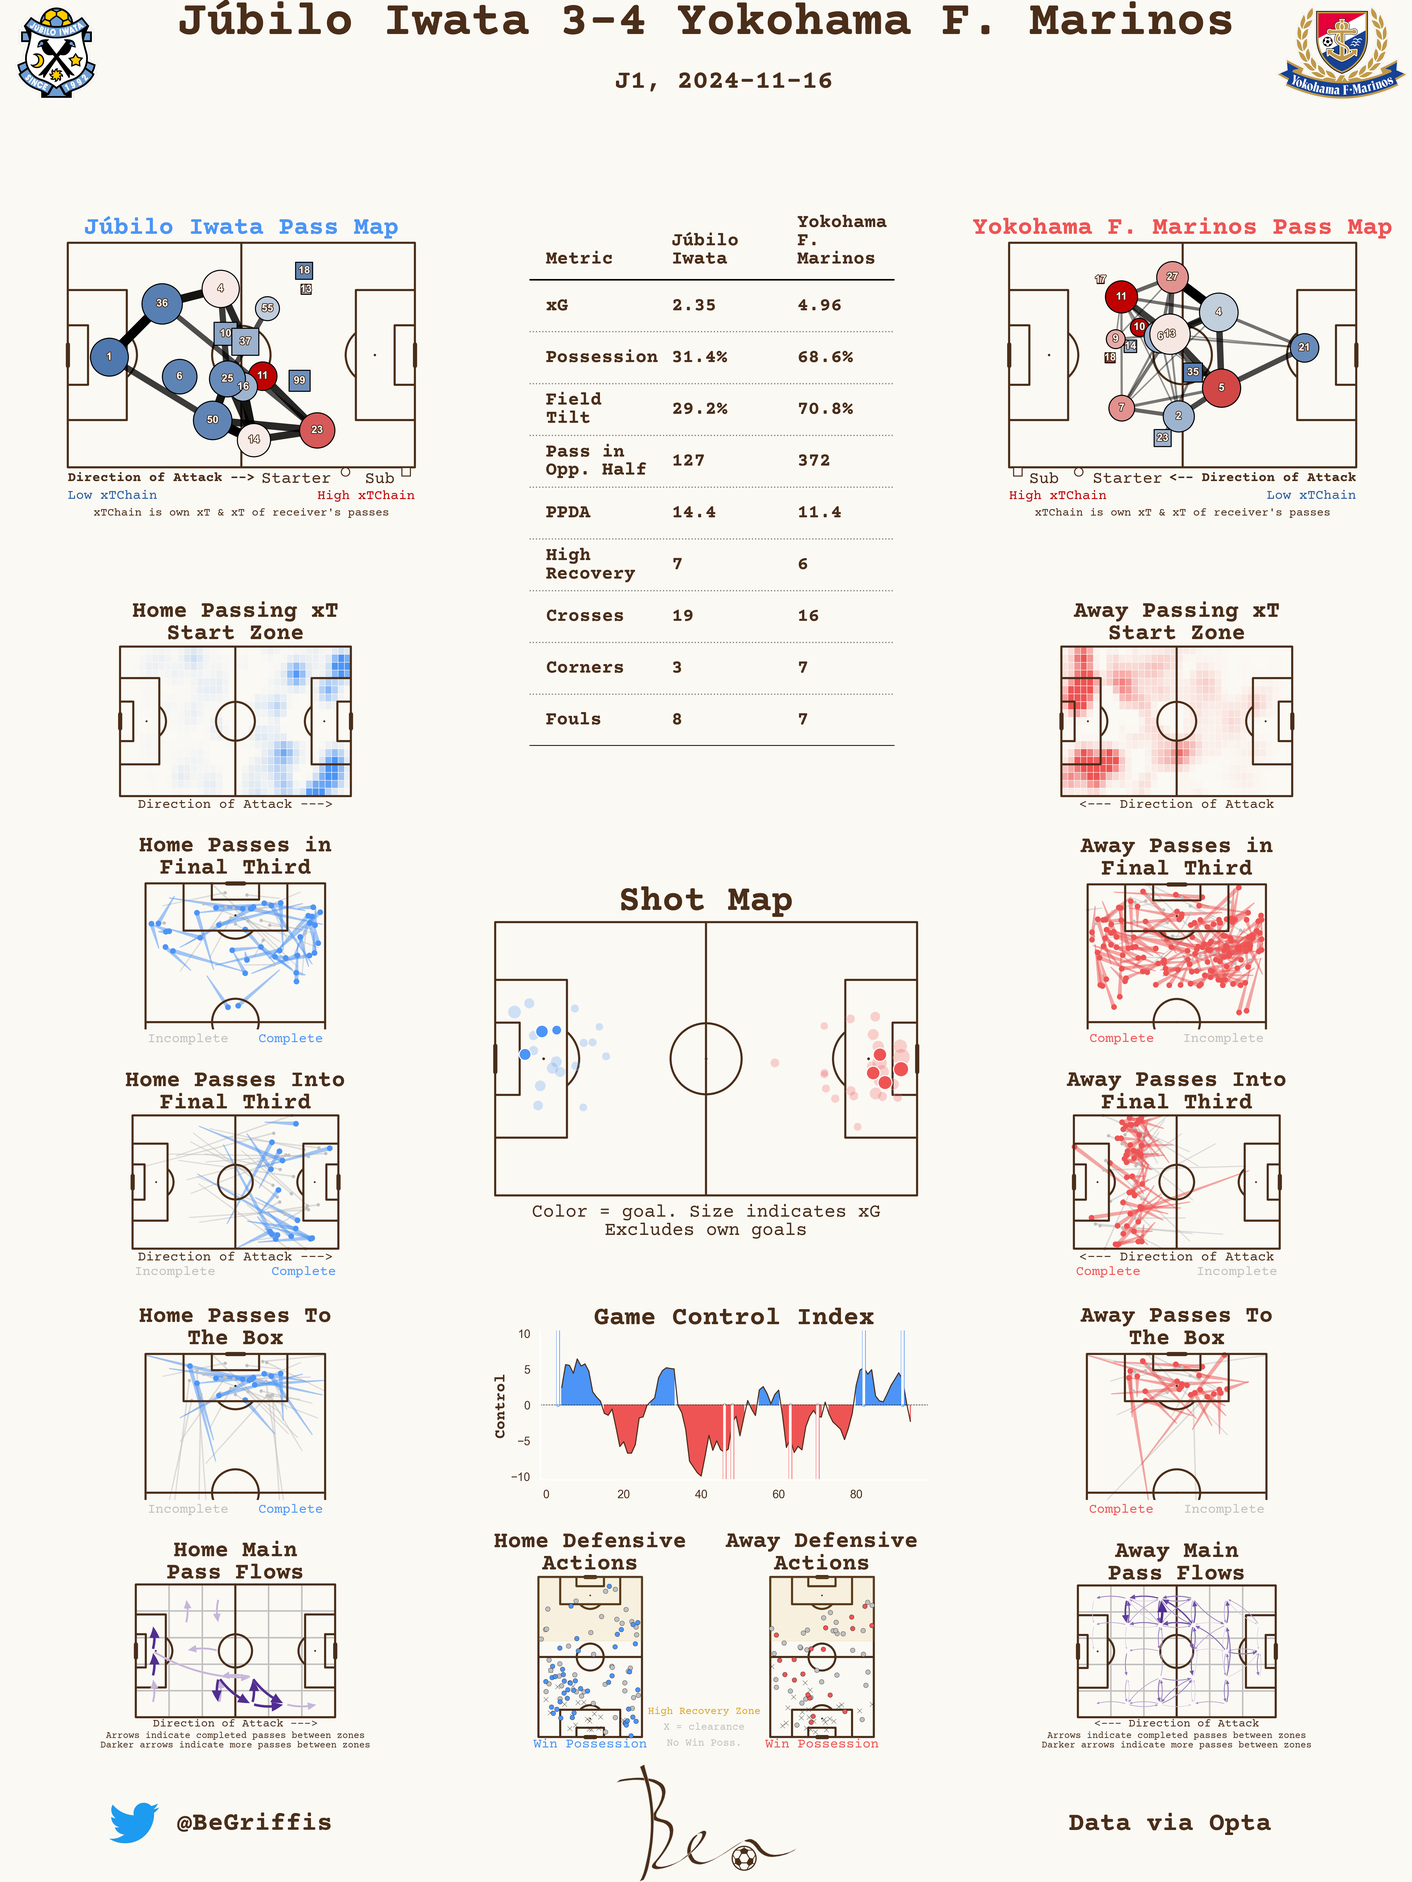 Júbilo Iwata 3-4 Yokohama F. Marinos
J1, 2024-11-16
JÚBILO IWATA
SINCE 1992
Yokohama F·Marinos
Júbilo Iwata Pass Map
36
4
18
13
55
10
37
1
6
25
16
11
99
50
14
23
Direction of Attack --> Starter Sub
Low xTChain High xTChain
xTChain is own xT & xT of receiver's passes
Metric Júbilo Iwata Yokohama F. Marinos
xG 2.35 4.96
Possession 31.4% 68.6%
Field Tilt 29.2% 70.8%
Pass in Opp. Half 127 372
PPDA 14.4 11.4
High Recovery 7 6
Crosses 19 16
Corners 3 7
Fouls 8 7
Yokohama F. Marinos Pass Map
17
27
11
4
10
9
6
13
14
18
21
35
5
7
2
23
Sub Starter <-- Direction of Attack
High xTChain Low xTChain
xTChain is own xT & xT of receiver's passes
Home Passing xT
Start Zone
Direction of Attack --->
Away Passing xT
Start Zone
<--- Direction of Attack
Home Passes in
Final Third
Incomplete Complete
Away Passes in
Final Third
Complete Incomplete
Shot Map
Color = goal. Size indicates xG
Excludes own goals
Home Passes Into
Final Third
Direction of Attack --->
Incomplete Complete
Away Passes Into
Final Third
<--- Direction of Attack
Complete Incomplete
Home Passes To
The Box
Incomplete Complete
Game Control Index
Control
10
5
0
−5
−10
0 20 40 60 80
Away Passes To
The Box
Complete Incomplete
Home Main
Pass Flows
Direction of Attack --->
Arrows indicate completed passes between zones
Darker arrows indicate more passes between zones
Home Defensive
Actions
Win Possession
Away Defensive
Actions
Win Possession
High Recovery Zone
X = clearance
No Win Poss.
Away Main
Pass Flows
<--- Direction of Attack
Arrows indicate completed passes between zones
Darker arrows indicate more passes between zones
@BeGriffis
Ben
Data via Opta